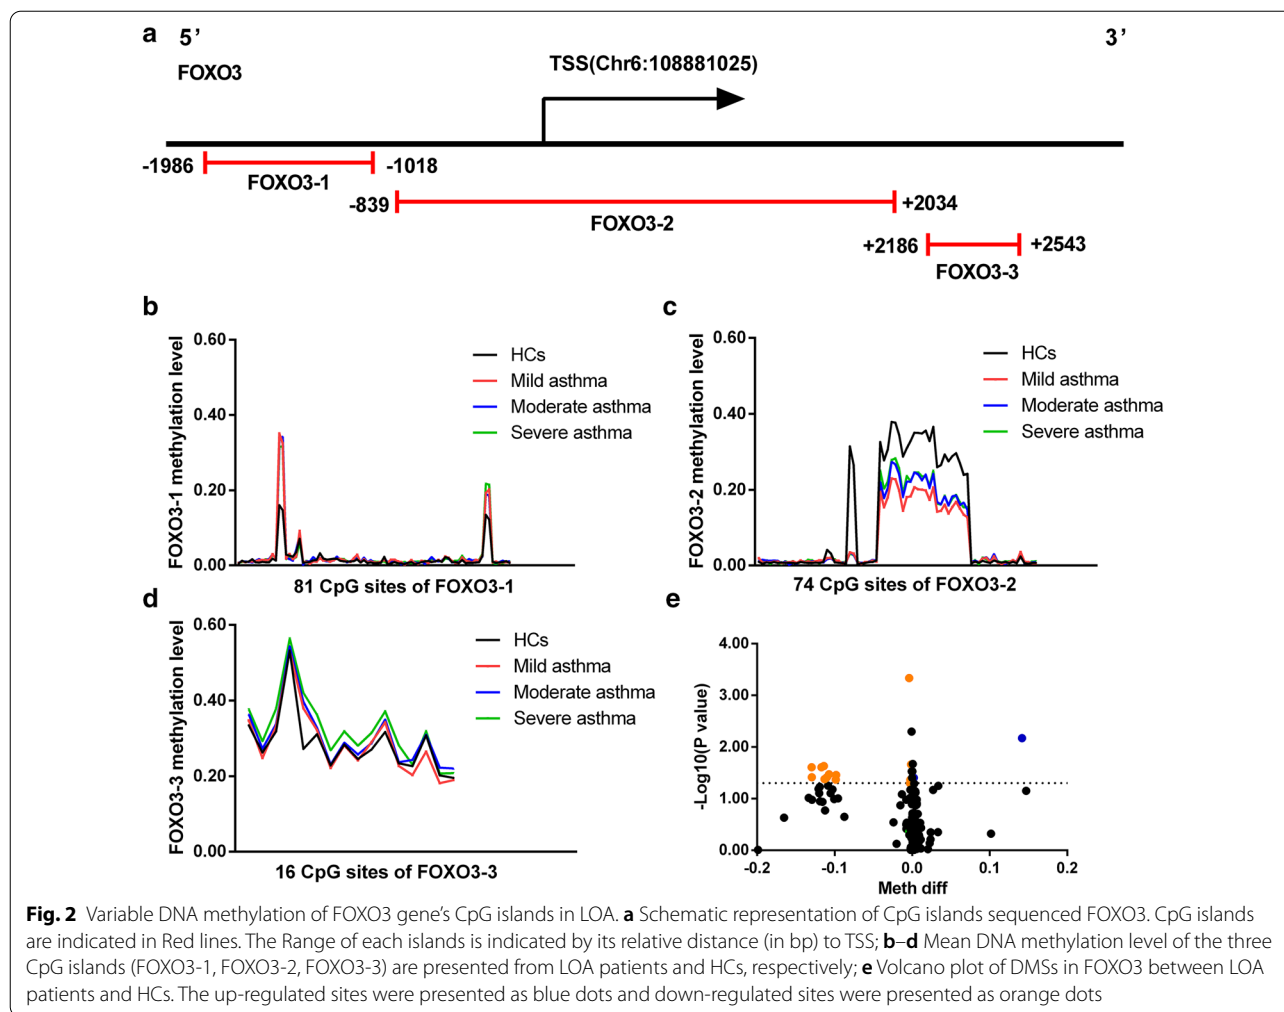 a 5’ 3’
FOXO3
TSS(Chr6:108881025)
-1986 -1018
FOXO3-1
-839 +2034
FOXO3-2
+2186 +2543
FOXO3-3
b
FOXO3-1 methylation level
0.60
0.40
0.20
0.00
HCs
Mild asthma
Moderate asthma
Severe asthma
81 CpG sites of FOXO3-1
c
FOXO3-2 methylation level
0.60
0.40
0.20
0.00
HCs
Mild asthma
Moderate asthma
Severe asthma
74 CpG sites of FOXO3-2
d
FOXO3-3 methylation level
0.60
0.40
0.20
0.00
HCs
Mild asthma
Moderate asthma
Severe asthma
16 CpG sites of FOXO3-3
e
-Log10(P value)
4.00
3.00
2.00
1.00
0.00
-0.2 -0.1 0.0 0.1 0.2
Meth diff
Fig. 2 Variable DNA methylation of FOXO3 gene’s CpG islands in LOA. a Schematic representation of CpG islands sequenced FOXO3. CpG islands
are indicated in Red lines. The Range of each islands is indicated by its relative distance (in bp) to TSS; b–d Mean DNA methylation level of the three
CpG islands (FOXO3-1, FOXO3-2, FOXO3-3) are presented from LOA patients and HCs, respectively; e Volcano plot of DMSs in FOXO3 between LOA
patients and HCs. The up-regulated sites were presented as blue dots and down-regulated sites were presented as orange dots